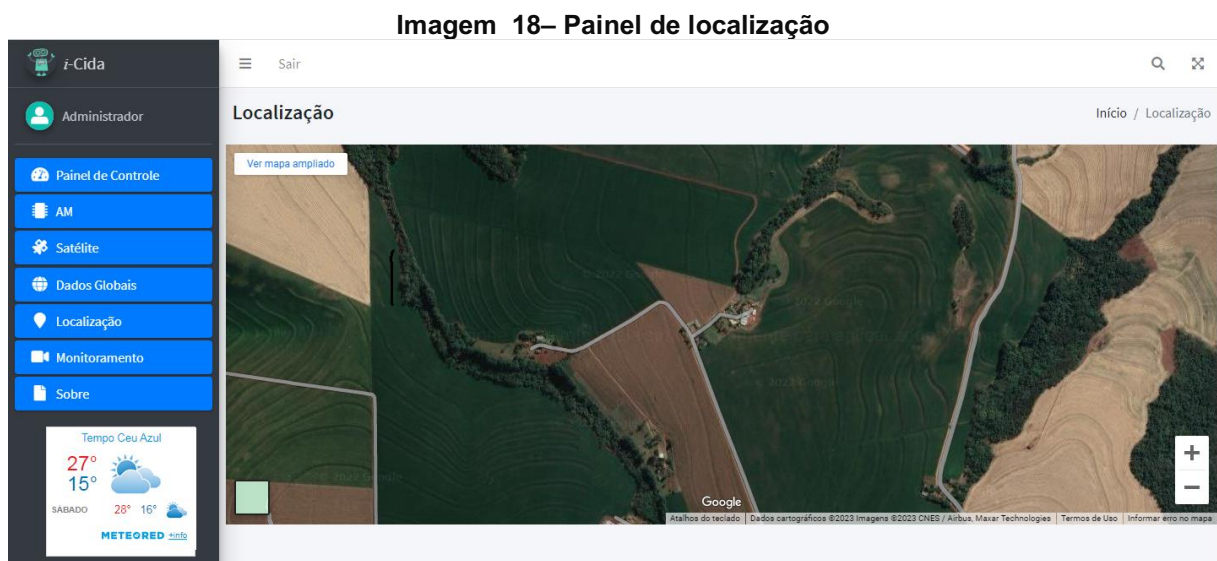 Imagem 18– Painel de localização
i-Cida
Sair
Administrador
Localização
Início / Localização
Painel de Controle
AM
Satélite
Dados Globais
Localização
Monitoramento
Sobre
Tempo Ceu Azul
27°
15°
SÁBADO 28° 16°
METEORED +info
Ver mapa ampliado
Google
Atalhos do teclado Dados cartográficos ©2023 Imagens ©2023 CNES / Airbus, Maxar Technologies Termos de Uso Informar erro no mapa